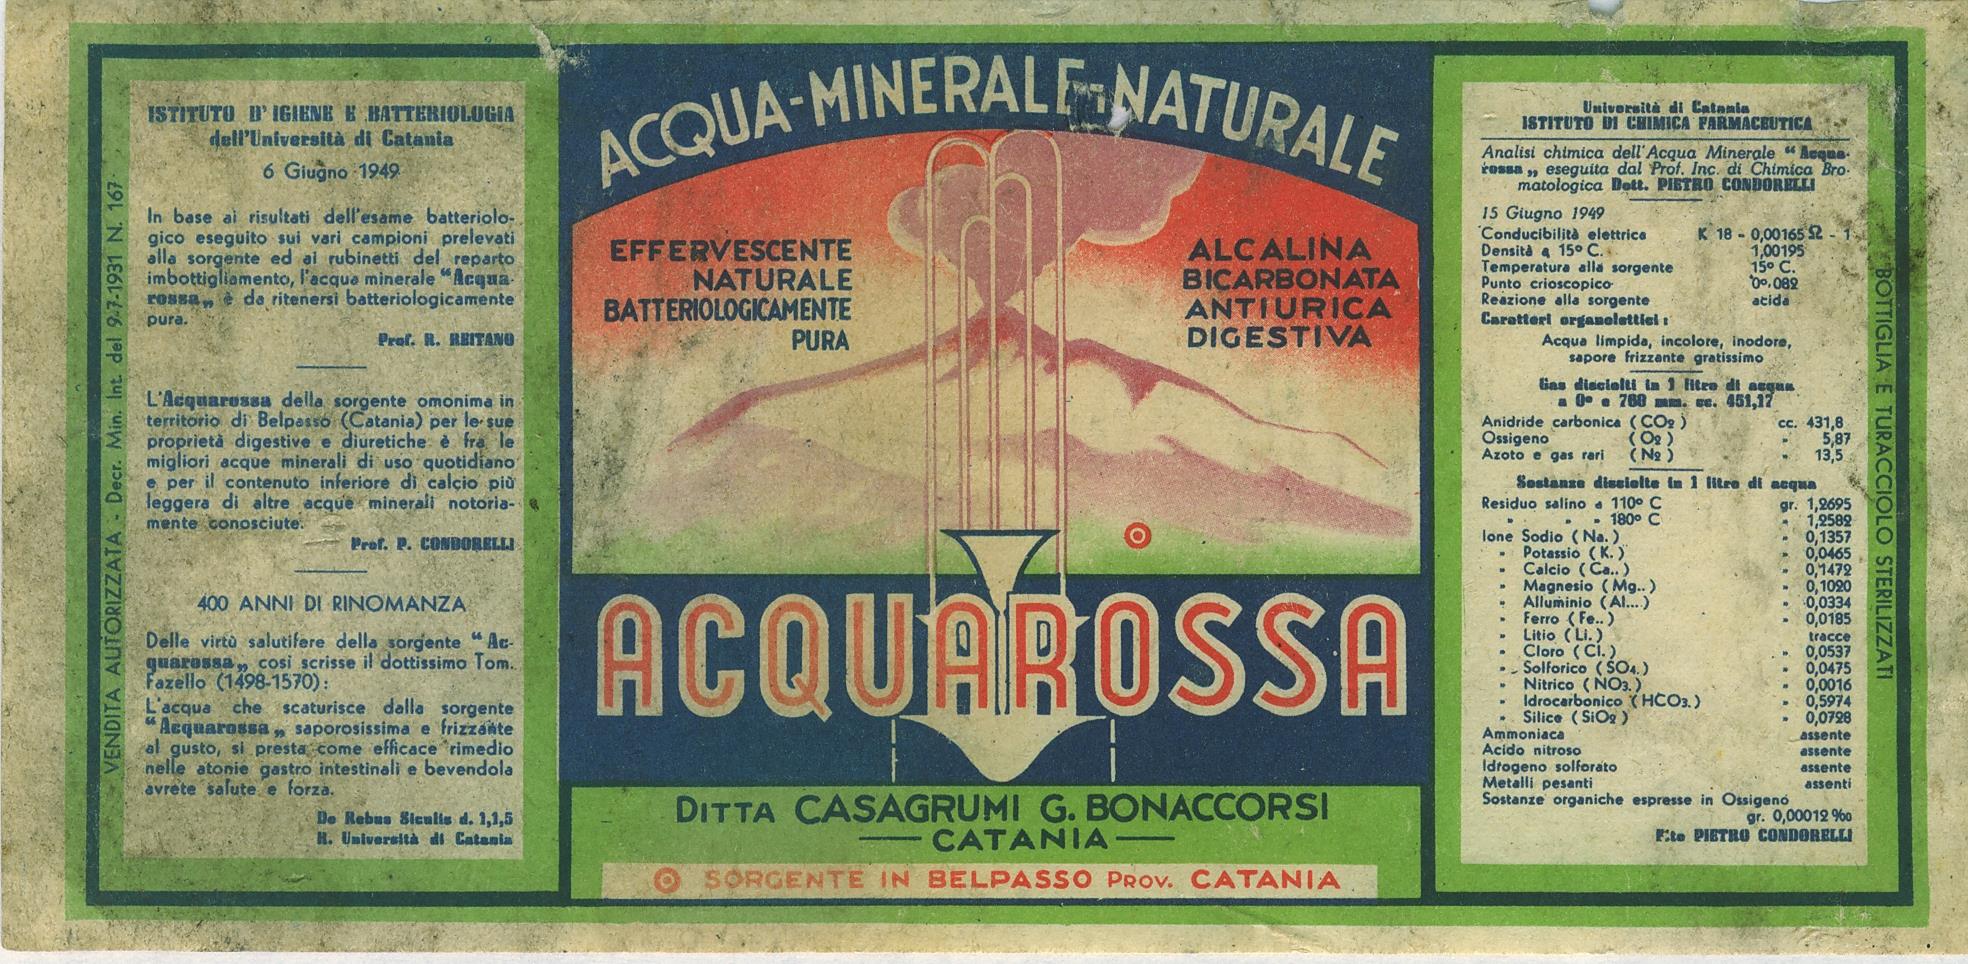 VENDITA AUTORIZZATA - Decr. Min. Int. del 9-7-1931 N. 167
ISTITUTO D'IGIENE E BATTERIOLOGIA
dell'Università di Catania
6 Giugno 1949
In base ai risultati dell'esame batteriolo-
gico eseguito sui vari campioni prelevati
alla sorgente ed ai rubinetti del reparto
imbottigliamento, l'acqua minerale "Acqua-
rossa„ è da ritenersi batteriologicamente
pura.
Prof. R. REITANO
L'Acquarossa della sorgente omonima in
territorio di Belpasso (Catania) per le sue
proprietà digestive e diuretiche è fra le
migliori acque minerali di uso quotidiano
e per il contenuto inferiore di calcio più
leggera di altre acque minerali notoria-
mente conosciute.
Prof. P. CONDORELLI
400 ANNI DI RINOMANZA
Delle virtù salutifere della sorgente "Ac-
quarossa„ così scrisse il dottissimo Tom.
Fazello (1498-1570):
L'acqua che scaturisce dalla sorgente
"Acquarossa„ saporosissima e frizzante
al gusto, si presta come efficace rimedio
nelle atonie gastro intestinali e bevendola
avrete salute e forza.
De Rebus Siculis d. 1,1,5
R. Università di Catania
ACQUA-MINERALE-NATURALE
EFFERVESCENTE
NATURALE
BATTERIOLOGICAMENTE
PURA
ALCALINA
BICARBONATA
ANTIURICA
DIGESTIVA
ACQUAROSSA
DITTA CASAGRUMI G. BONACCORSI
CATANIA
SORGENTE IN BELPASSO PROV. CATANIA
Università di Catania
ISTITUTO DI CHIMICA FARMACEUTICA
Analisi chimica dell'Acqua Minerale "Acqua-
rossa„ eseguita dal Prof. Inc. di Chimica Bro-
matologica Dott. PIETRO CONDORELLI
15 Giugno 1949
Conducibilità elettrica K 18 - 0,00165 Ω - 1
Densità a 15° C. 1,00195
Temperatura alla sorgente 15° C.
Punto crioscopico 0°.082
Reazione alla sorgente acida
Caratteri organolettici:
Acqua limpida, incolore, inodore,
sapore frizzante gratissimo
Gas disciolti in 1 litro di acqua
a 0° e 760 mm. cc. 451,17
Anidride carbonica (CO2) cc. 431,8
Ossigeno (O2) " 5,87
Azoto e gas rari (N2) " 13,5
Sostanze disciolte in 1 litro di acqua
Residuo salino a 110° C gr. 1,2695
" " " 180° C " 1,2582
Ione Sodio (Na.) " 0,1357
" Potassio (K.) " 0,0465
" Calcio (Ca..) " 0,1472
" Magnesio (Mg..) " 0,1020
" Alluminio (Al...) " 0,0334
" Ferro (Fe..) " 0,0185
" Litio (Li.) tracce
" Cloro (Cl.) " 0,0537
" Solforico (SO4.) " 0,0475
" Nitrico (NO3.) " 0,0016
" Idrocarbonico (HCO3.) " 0,5974
" Silice (SiO2) " 0,0728
Ammoniaca assente
Acido nitroso assente
Idrogeno solforato assente
Metalli pesanti assenti
Sostanze organiche espresse in Ossigeno
gr. 0,00012 ‰
F.to PIETRO CONDORELLI
BOTTIGLIA E TURACCIOLO STERILIZZATI